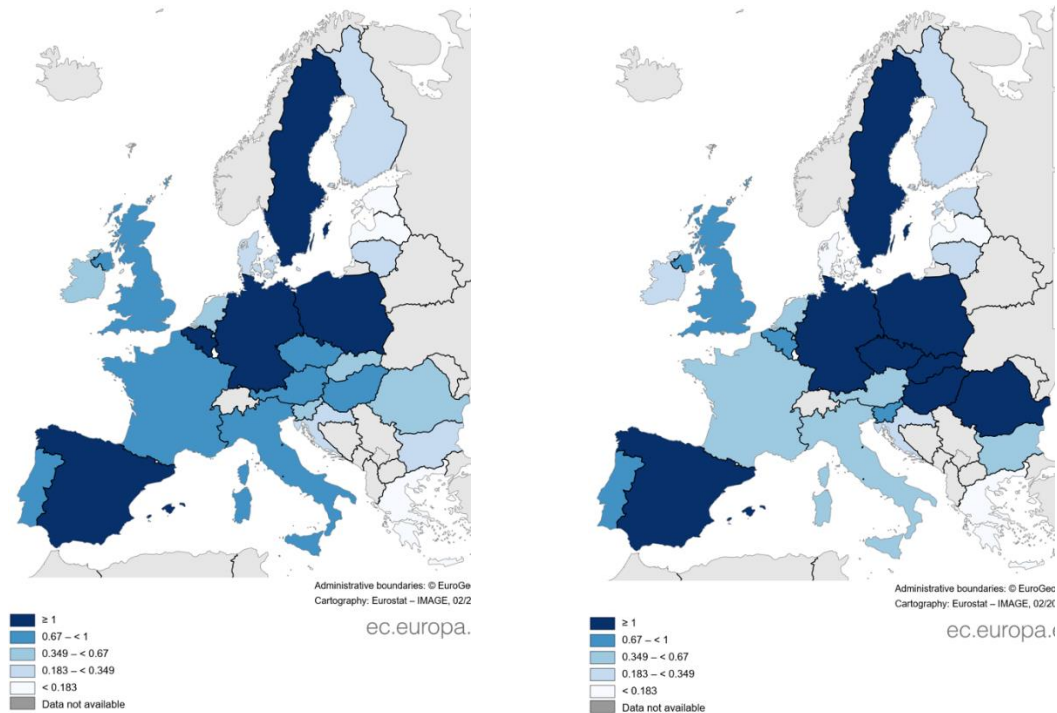 Administrative boundaries: © EuroGeo
Cartography: Eurostat – IMAGE, 02/2
ec.europa.
≥ 1
0.67 – < 1
0.349 – < 0.67
0.183 – < 0.349
< 0.183
Data not available
Administrative boundaries: © EuroGe
Cartography: Eurostat – IMAGE, 02/20
ec.europa.e
≥ 1
0.67 – < 1
0.349 – < 0.67
0.183 – < 0.349
< 0.183
Data not available